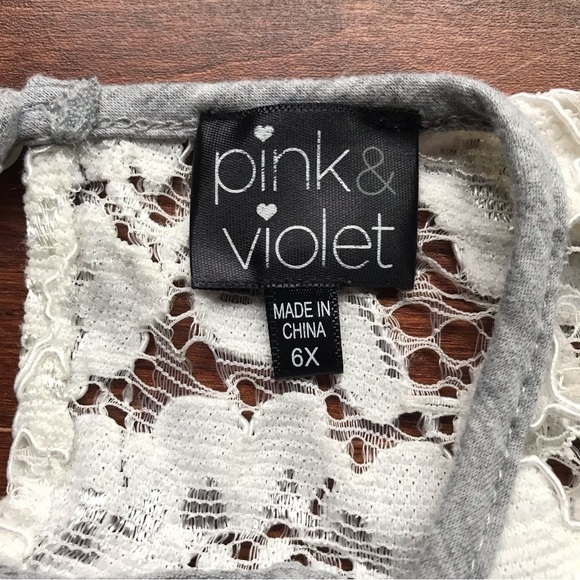 pink &
violet
MADE IN
CHINA
6X